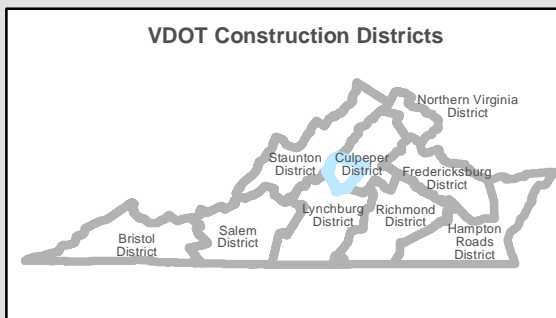 VDOT Construction Districts
Northern Virginia
District
Staunton
District
Culpeper
District
Fredericksburg
District
Lynchburg
District
Richmond
District
Hampton
Roads
District
Salem
District
Bristol
District